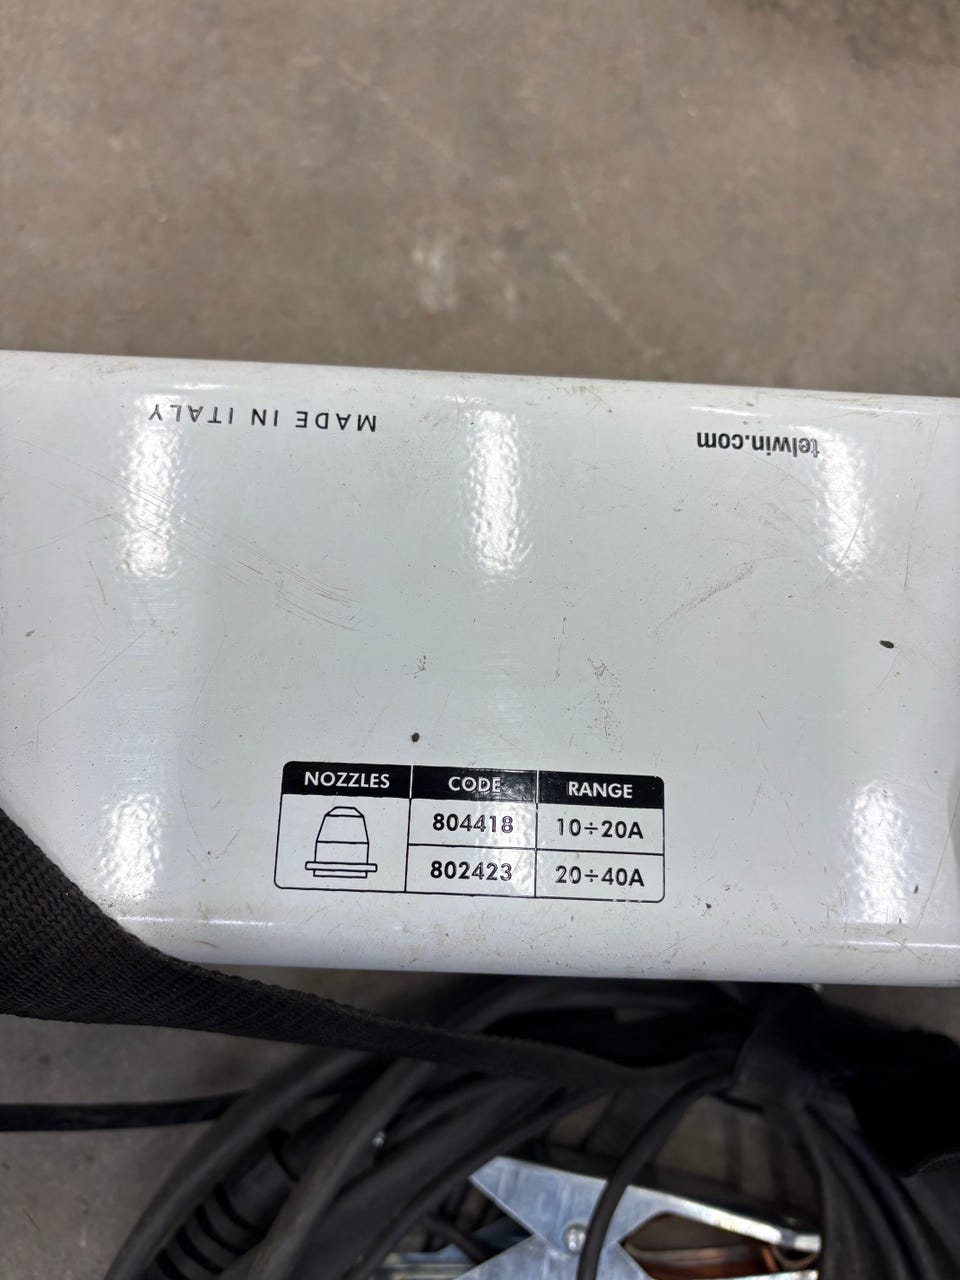 MADE IN ITALY
telwin.com
NOZZLES CODE RANGE
804418 10÷20A
802423 20÷40A